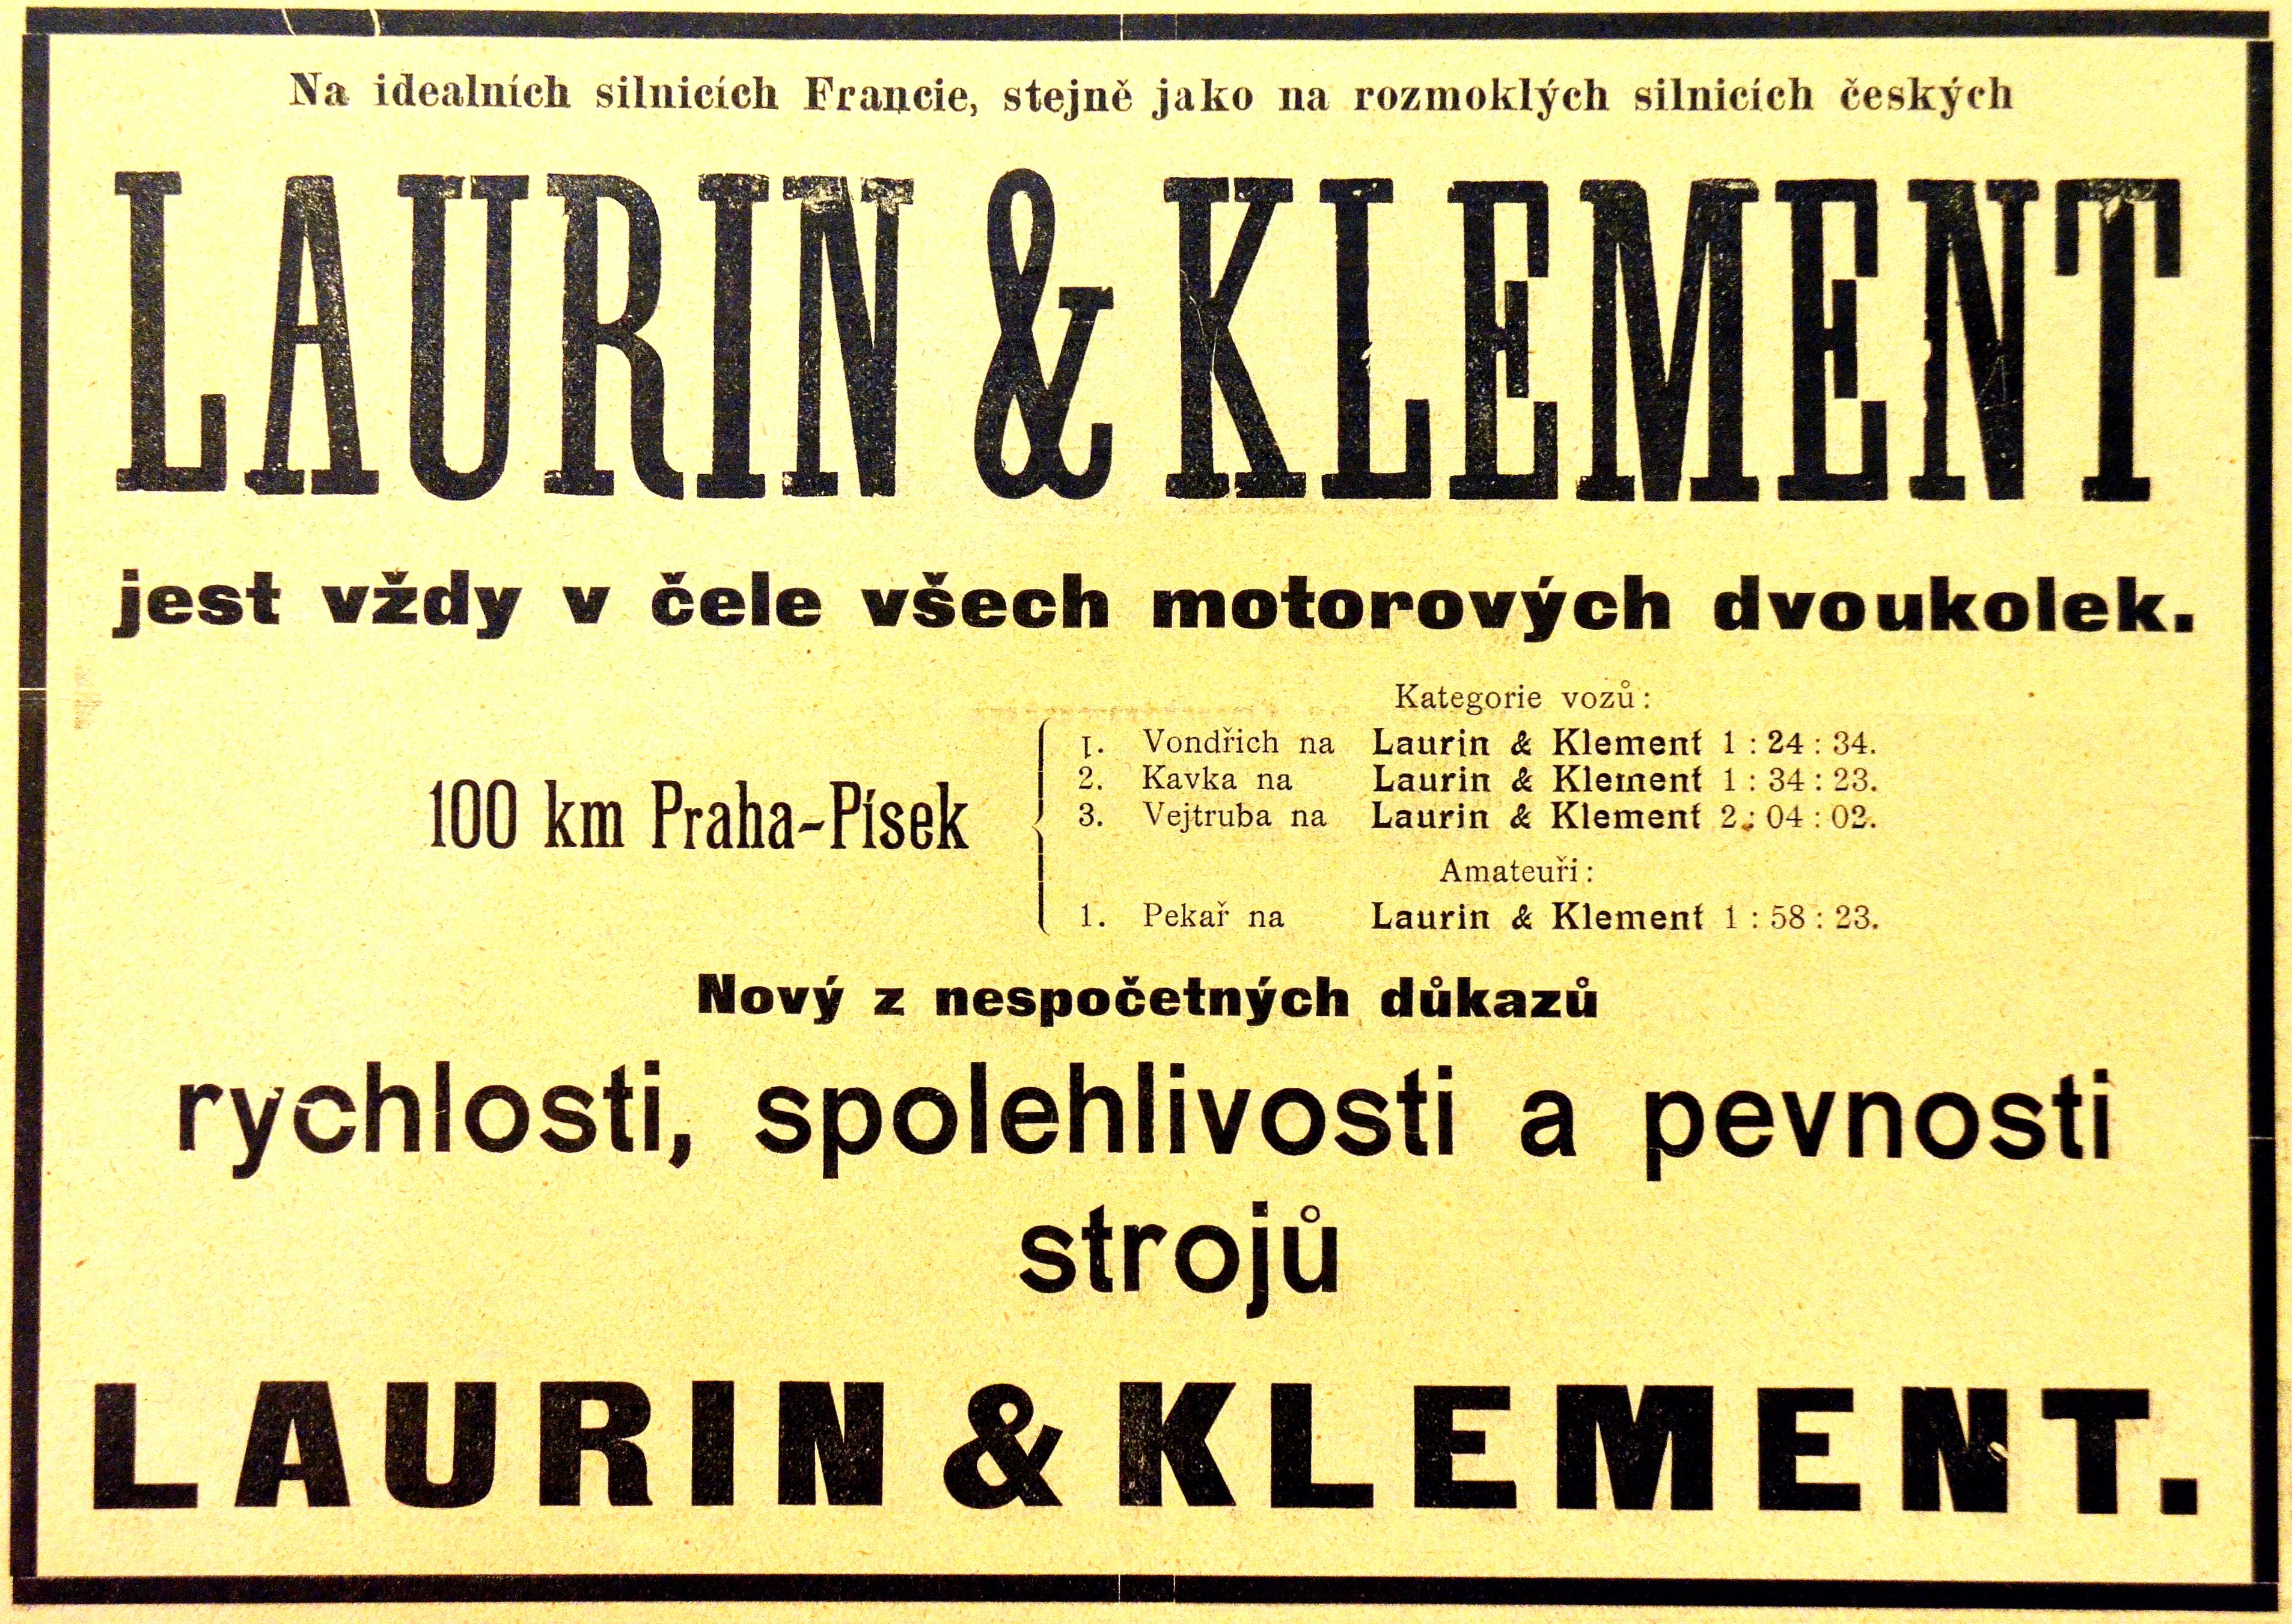 Na idealních silnicích Francie, stejně jako na rozmoklých silnicích českých
LAURIN & KLEMENT
jest vždy v čele všech motorových dvoukolek.
Kategorie vozů:
1. Vondřich na Laurin & Klement 1 : 24 : 34.
2. Kavka na Laurin & Klement 1 : 34 : 23.
100 km Praha-Písek
3. Vejtruba na Laurin & Klement 2 : 04 : 02.
Amateuři:
1. Pekař na Laurin & Klement 1 : 58 : 23.
Nový z nespočetných důkazů
rychlosti, spolehlivosti a pevnosti
strojů
LAURIN & KLEMENT.